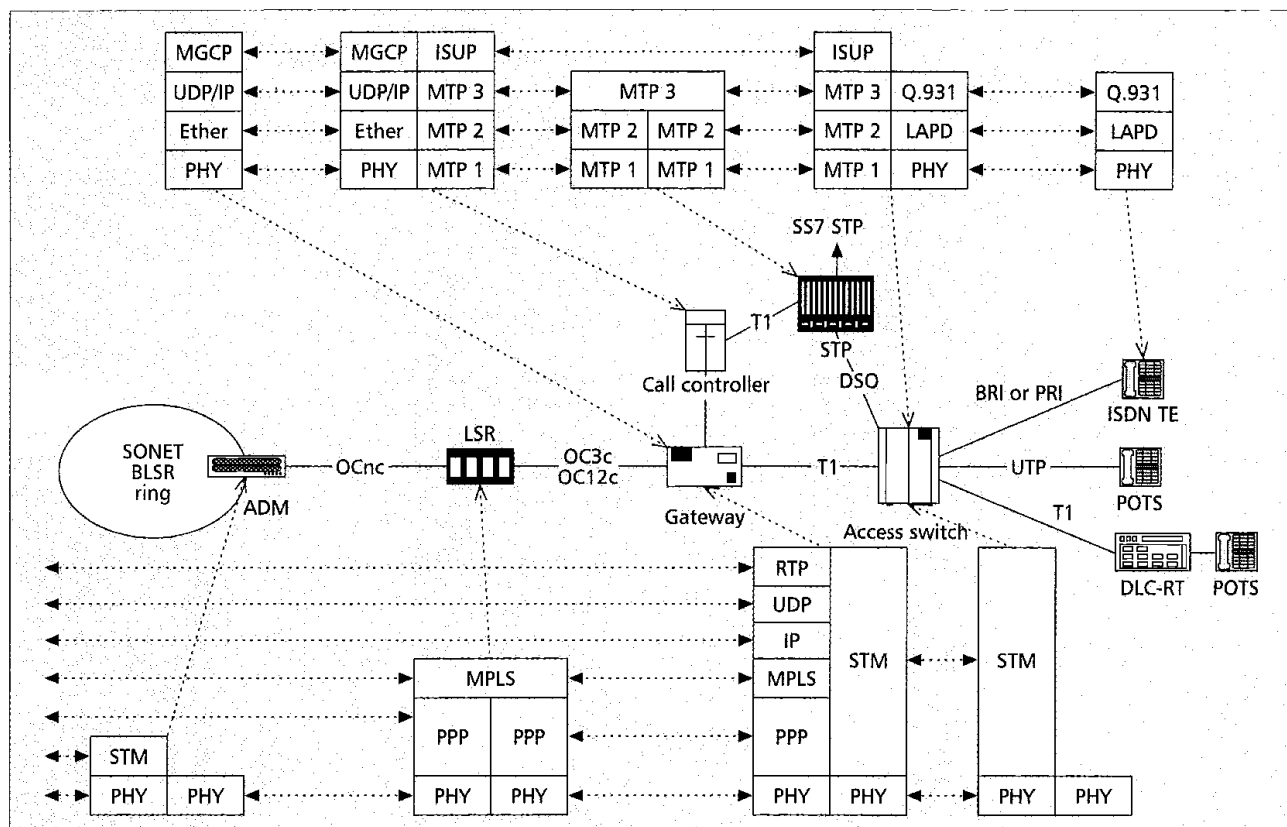 MGCP MGCP ISUP ISUP
UDP/IP UDP/IP MTP 3 MTP 3 MTP 3 Q.931 Q.931
Ether Ether MTP 2 MTP 2 MTP 2 MTP 2 LAPD LAPD
PHY PHY MTP 1 MTP 1 MTP 1 MTP 1 PHY PHY
SS7 STP
T1
STP
Call controller
DSO
BRI or PRI
ISDN TE
SONET
BLSR
ring
ADM
OCnc
LSR
OC3c
OC12c
Gateway
T1
Access switch
UTP
POTS
T1
DLC-RT
POTS
RTP
UDP
IP
STM
STM
MPLS
MPLS
PPP PPP PPP
STM
PHY PHY PHY PHY PHY PHY PHY PHY